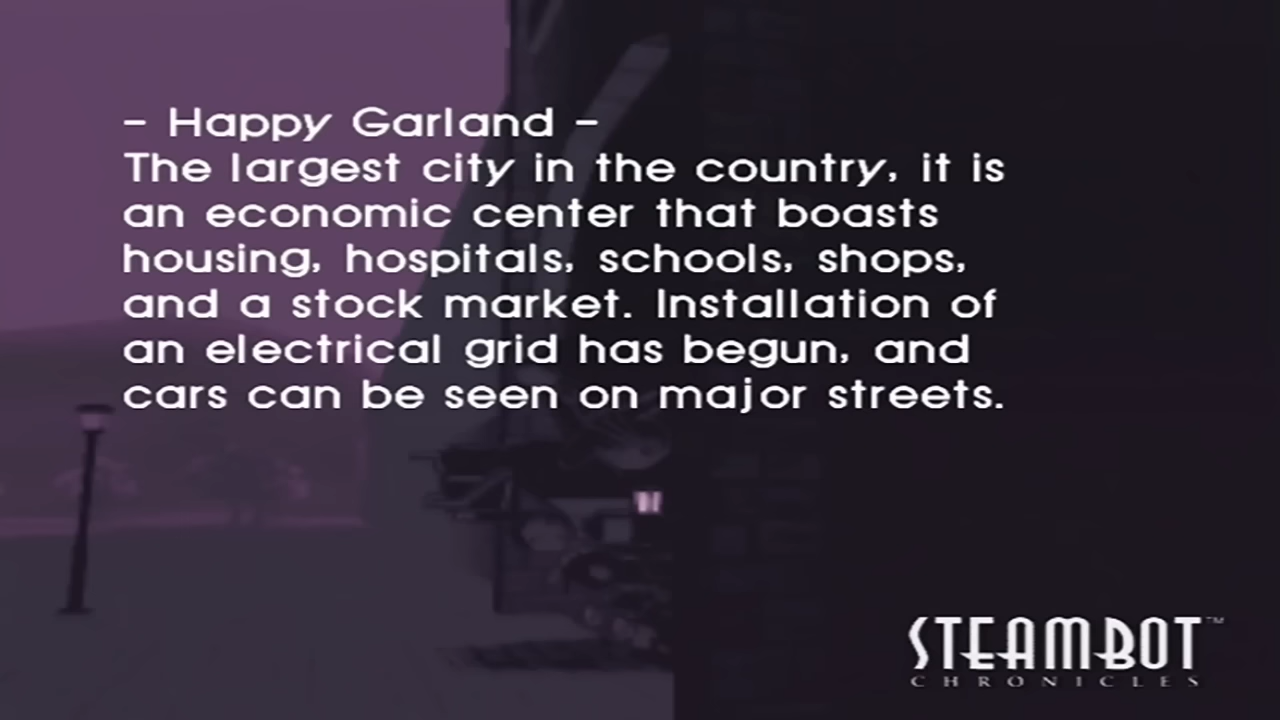 - Happy Garland -
The largest city in the country, it is
an economic center that boasts
housing, hospitals, schools, shops,
and a stock market. Installation of
an electrical grid has begun, and
cars can be seen on major streets.
STEAMBOT™
CHRONICLES